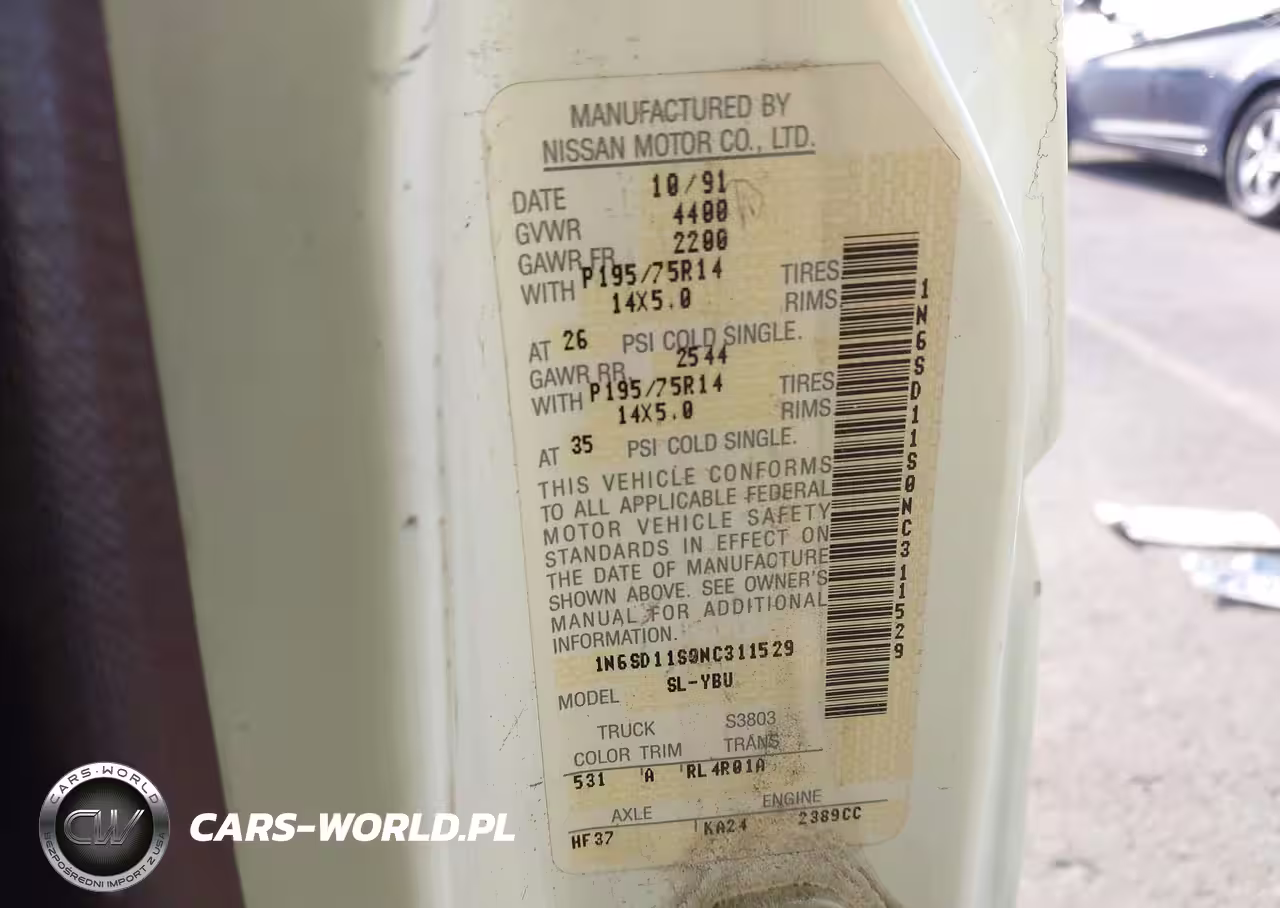 MANUFACTURED BY
NISSAN MOTOR CO., LTD.
DATE 10/91
GVWR 4400
GAWR FR 2200
WITH P195/75R14 TIRES
14X5.0 RIMS
AT 26 PSI COLD SINGLE.
GAWR RR. 2544
WITH P195/75R14 TIRES
14X5.0 RIMS
AT 35 PSI COLD SINGLE.
THIS VEHICLE CONFORMS
TO ALL APPLICABLE FEDERAL
MOTOR VEHICLE SAFETY
STANDARDS IN EFFECT ON
THE DATE OF MANUFACTURE
SHOWN ABOVE. SEE OWNER'S
MANUAL FOR ADDITIONAL
INFORMATION.
1N6SD11S0NC311529
MODEL SL-YBU
TRUCK S3803
COLOR TRIM TRANS
531 A RL4R01A
AXLE ENGINE
HF37 KA24 2389CC
1N6SD11S0NC311529
CARS-WORLD
CW
BEZPOŚREDNI IMPORT Z USA
CARS-WORLD.PL